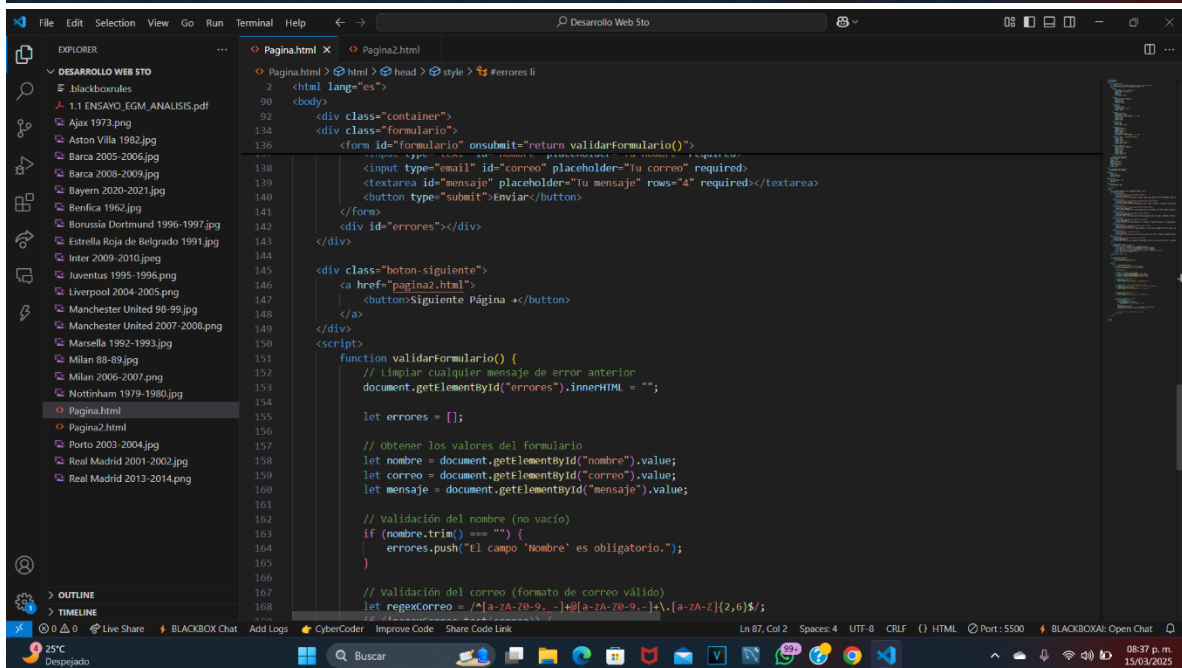 File Edit Selection View Go Run Terminal Help
Desarrollo Web 5to
EXPLORER
DESARROLLO WEB 5TO
.blackboxrules
1.1 ENSAYO_EGM_ANALISIS.pdf
Ajax 1973.png
Aston Villa 1982.jpg
Barca 2005-2006.jpg
Barca 2008-2009.jpg
Bayern 2020-2021.jpg
Benfica 1962.jpg
Borussia Dortmund 1996-1997.jpg
Estrella Roja de Belgrado 1991.jpg
Inter 2009-2010.jpeg
Juventus 1995-1996.png
Liverpool 2004-2005.png
Manchester United 98-99.jpg
Manchester United 2007-2008.png
Marsella 1992-1993.jpg
Milan 88-89.jpg
Milan 2006-2007.png
Nottinham 1979-1980.jpg
Pagina.html
Pagina2.html
Porto 2003-2004.jpg
Real Madrid 2001-2002.jpg
Real Madrid 2013-2014.png
OUTLINE
TIMELINE
Pagina.html Pagina2.html
Pagina.html > html > head > style > #errores li
2 <html lang="es">
90 <body>
92 <div class="container">
134 <div class="formulario">
136 <form id="formulario" onsubmit="return validarFormulario()">
137 <input type="text" id="nombre" placeholder="Tu nombre" required>
138 <input type="email" id="correo" placeholder="Tu correo" required>
139 <textarea id="mensaje" placeholder="Tu mensaje" rows="4" required></textarea>
140 <button type="submit">Enviar</button>
141 </form>
142 <div id="errores"></div>
143 </div>
144
145 <div class="boton-siguiente">
146 <a href="pagina2.html">
147 <button>Siguiente Página →</button>
148 </a>
149 </div>
150 <script>
151 function validarFormulario() {
152 // Limpiar cualquier mensaje de error anterior
153 document.getElementById("errores").innerHTML = "";
154
155 let errores = [];
156
157 // Obtener los valores del formulario
158 let nombre = document.getElementById("nombre").value;
159 let correo = document.getElementById("correo").value;
160 let mensaje = document.getElementById("mensaje").value;
161
162 // Validación del nombre (no vacío)
163 if (nombre.trim() === "") {
164 errores.push("El campo 'Nombre' es obligatorio.");
165 }
166
167 // Validación del correo (formato de correo válido)
168 let regexCorreo = /^[a-zA-Z0-9._-]+@[a-zA-Z0-9.-]+\.[a-zA-Z]{2,6}$/;
169 if (!regexCorreo.test(correo)) {
0 0 Live Share BLACKBOX Chat Add Logs CyberCoder Improve Code Share Code Link
Ln 87, Col 2 Spaces: 4 UTF-8 CRLF {} HTML Port : 5500 BLACKBOXAI: Open Chat
25°C
Despejado
Buscar
99+
08:37 p. m.
15/03/2025